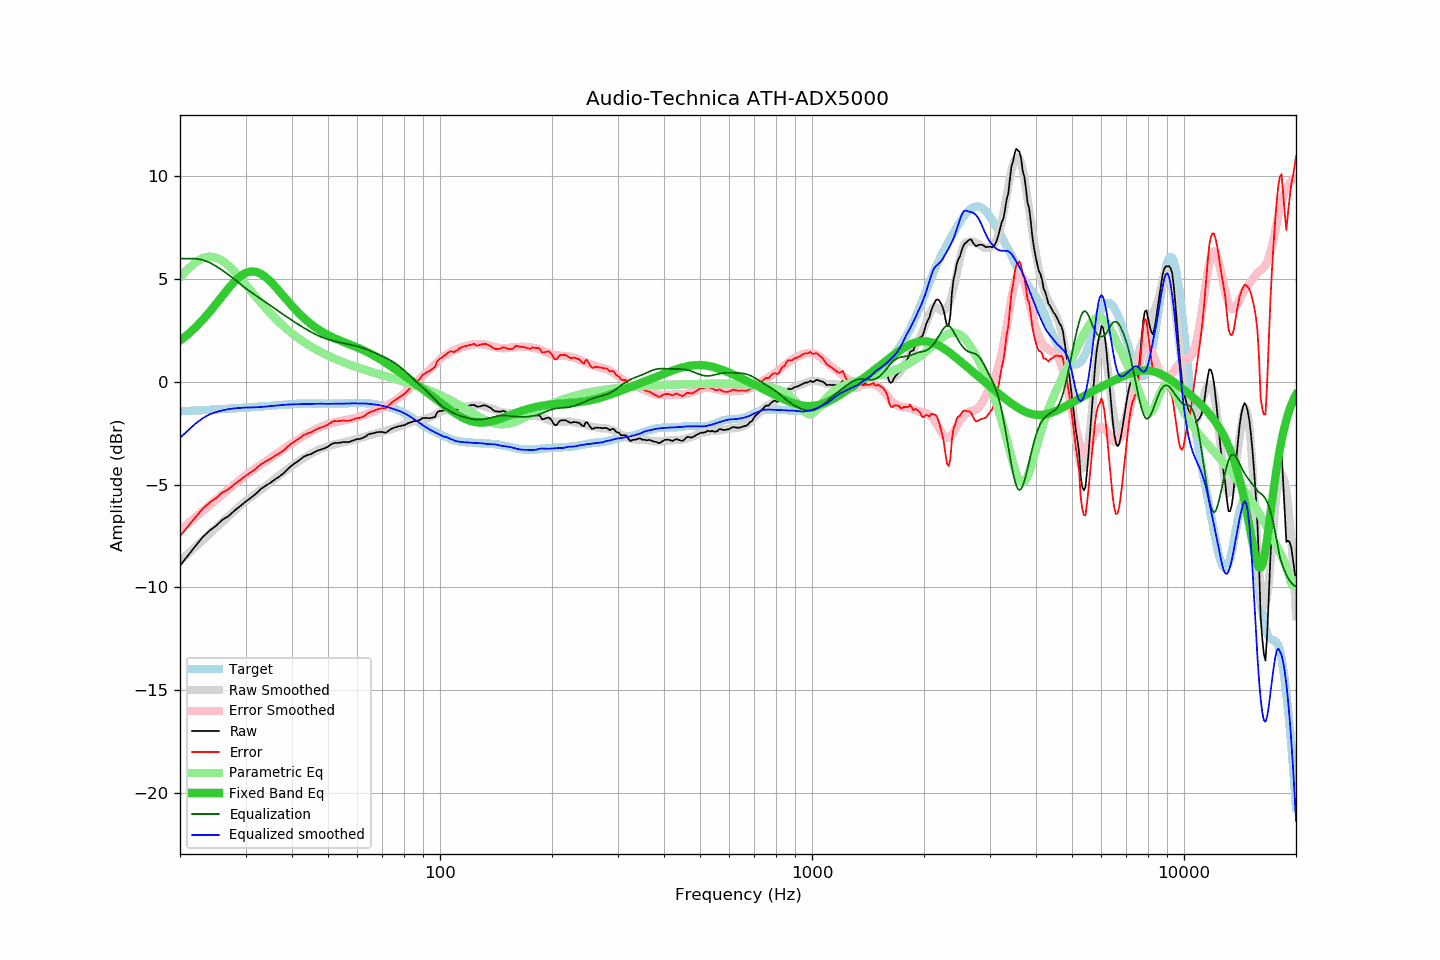 Audio-Technica ATH-ADX5000
Amplitude (dBr)
10
5
0
−5
−10
−15
−20
Target
Raw Smoothed
Error Smoothed
Raw
Error
Parametric Eq
Fixed Band Eq
Equalization
Equalized smoothed
100 1000 10000
Frequency (Hz)